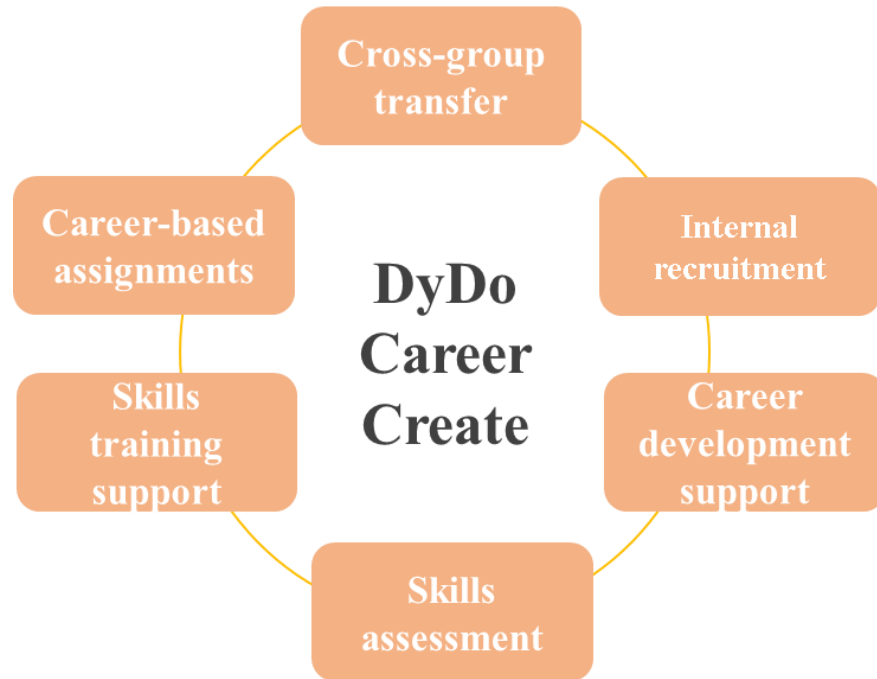 Cross-group
transfer
Career-based
assignments
Internal
recruitment
DyDo
Career
Create
Skills
training
support
Career
development
support
Skills
assessment